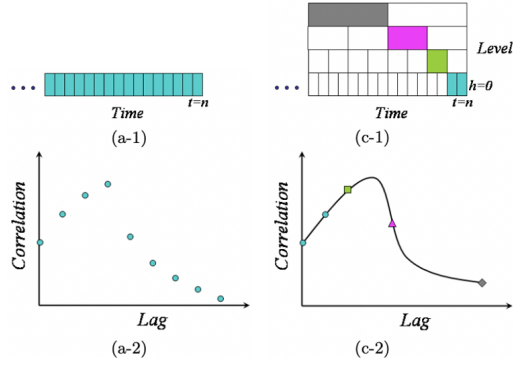 Level
h=0
t=n
t=n
Time
Time
(a-1)
(c-1)
Correlation
Correlation
Lag
Lag
(a-2)
(c-2)